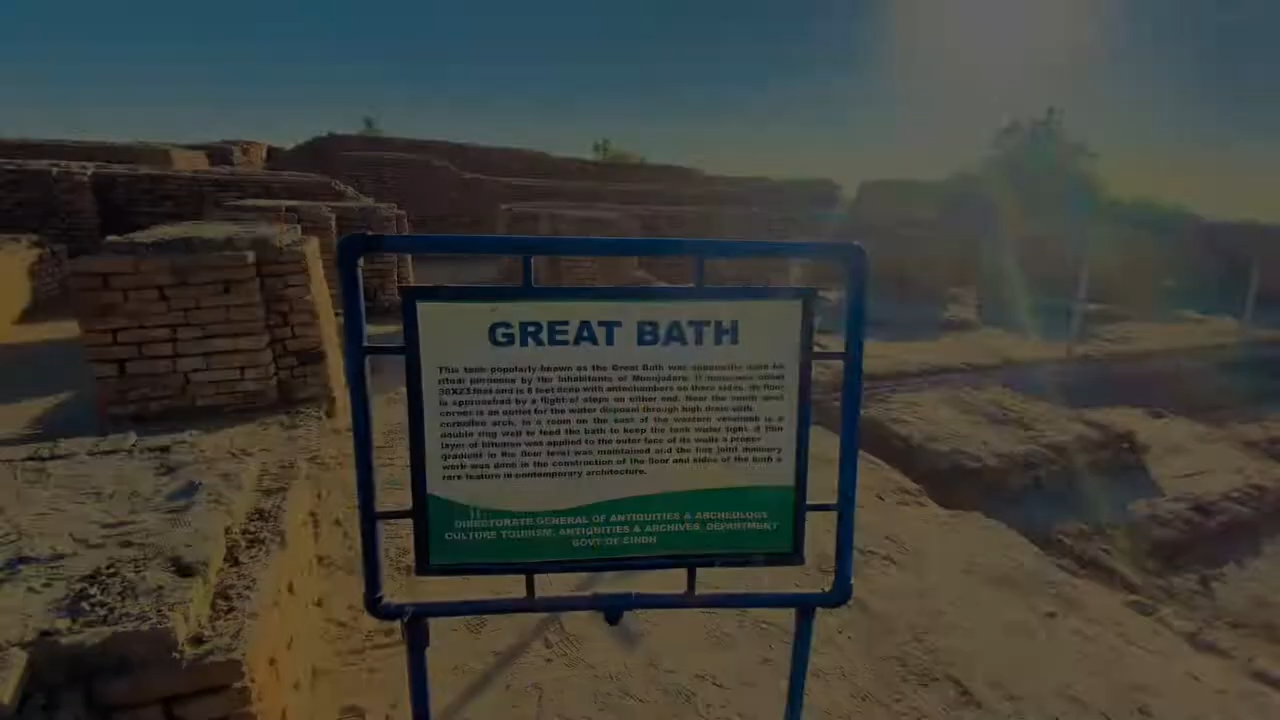 GREAT BATH
This tank popularly known as the Great Bath was supposedly used for
ritual purposes by the inhabitants of Moenjodaro. It measures about
38X23 feet and is 8 feet deep with antechambers on three sides. Its floor
is approached by a flight of steps on either end. Near the south west
corner is an outlet for the water disposal through high drain with
corbelled arch. In a room on the east of the western verandah is a
double ring well to feed the bath to keep the tank water tight. A thin
layer of bitumen was applied to the outer face of its walls a proper
gradient in the floor level was maintained and the fine joint masonry
work was done in the construction of the floor and sides of the bath a
rare feature in contemporary architecture.
DIRECTORATE GENERAL OF ANTIQUITIES & ARCHEOLOGY
CULTURE TOURISM, ANTIQUITIES & ARCHIVES, DEPARTMENT
GOVT OF SINDH